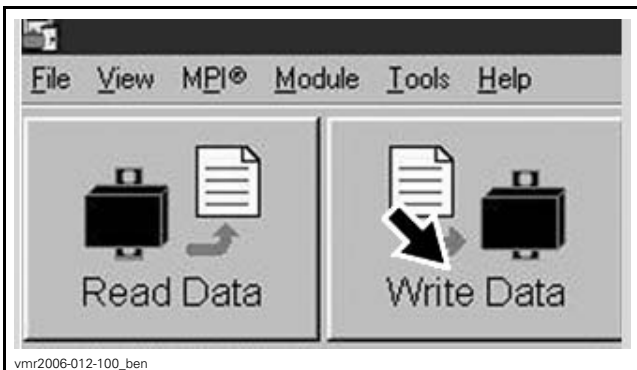 File View MPI® Module Tools Help
Read Data Write Data
vmr2006-012-100_ben